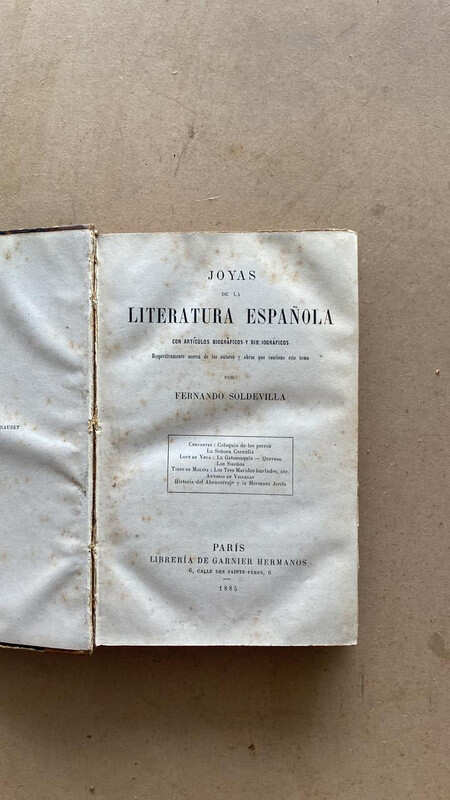 JOYAS
DE LA
LITERATURA ESPAÑOLA
CON ARTÍCULOS BIOGRÁFICOS Y BIBLIOGRÁFICOS
Respectivamente acerca de los autores y obras que contiene este tomo
POR
FERNANDO SOLDEVILLA
CERVANTES : Coloquio de los perros
La Señora Cornelia
LOPE DE VEGA : La Gatomaquia — QUEVEDO
Los Sueños
TIRSO DE MOLINA : Los Tres Maridos burlados, etc.
ANTONIO DE VILLEGAS
Historia del Abencerraje y la Hermosa Jarifa
PARÍS
LIBRERÍA DE GARNIER HERMANOS
6, CALLE DES SAINTS-PÈRES, 6
1885